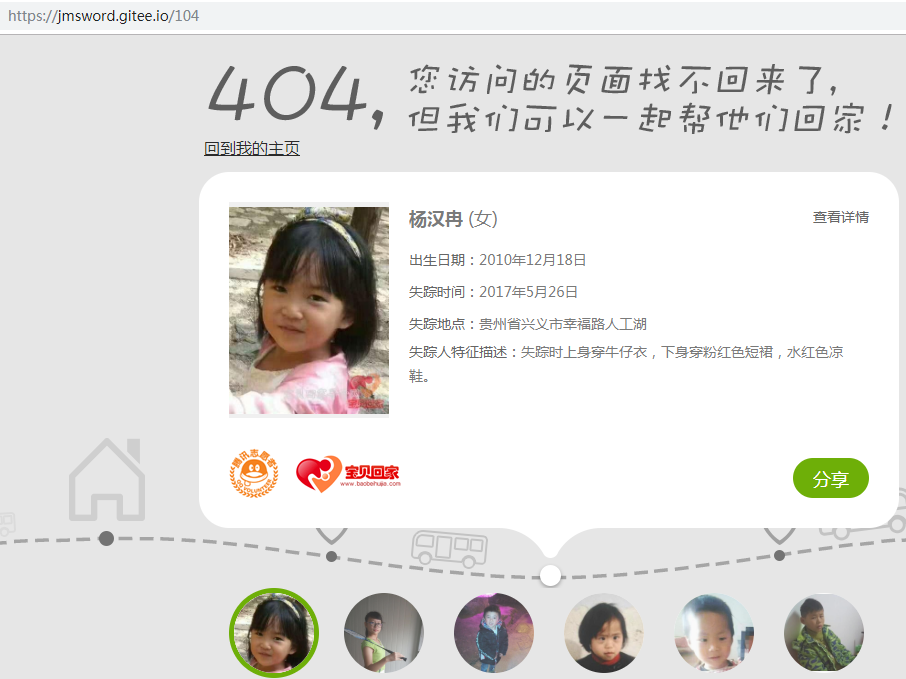 https://jmsword.gitee.io/104
404,
您访问的页面找不回来了,
但我们可以一起帮他们回家!
回到我的主页
杨汉冉 (女)
查看详情
出生日期：2010年12月18日
失踪时间：2017年5月26日
失踪地点：贵州省兴义市幸福路人工湖
失踪人特征描述：失踪时上身穿牛仔衣，下身穿粉红色短裙，水红色凉
鞋。
腾讯志愿者
宝贝回家
www.baobeihuijia.com
分享